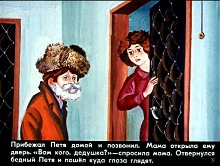 Прибежал Петя домой и позвонил. Мама открыла ему
дверь. „Вам кого, дедушка?"—спросила мама. Отвернулся
бедный Петя и пошёл куда глаза глядят.